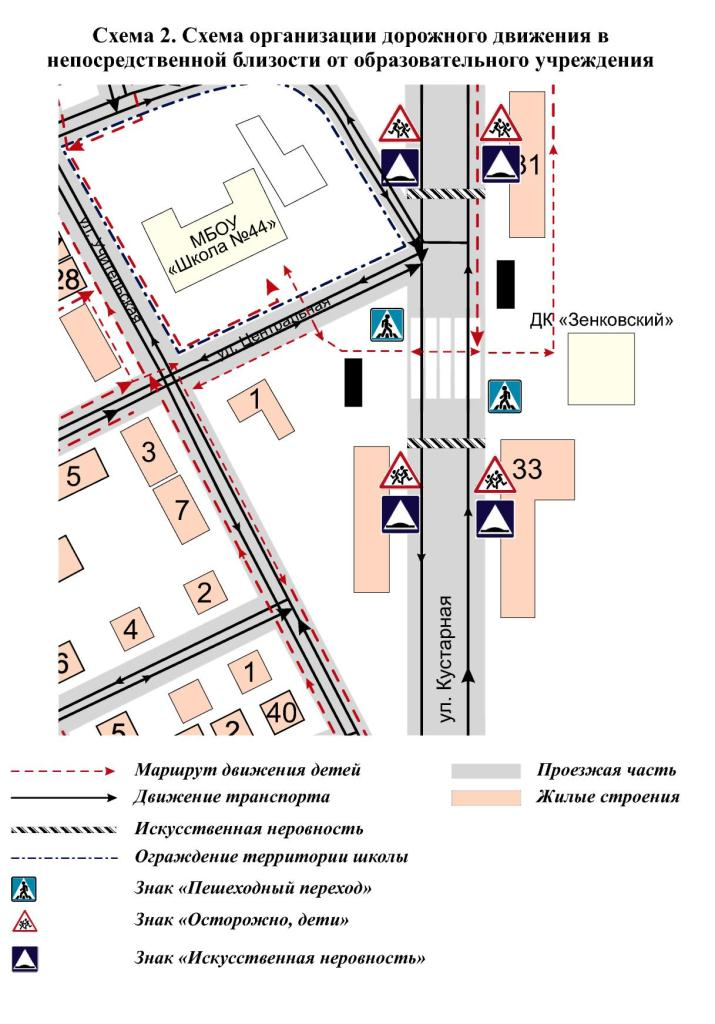 Схема 2. Схема организации дорожного движения в
непосредственной близости от образовательного учреждения
31
МБОУ
«Школа №44»
ул. Учительская
28
ул. Центральная
ДК «Зенковский»
1
3
5
7
33
2
4
6
1
40
5
2
ул. Кустарная
Маршрут движения детей
Проезжая часть
Движение транспорта
Жилые строения
Искусственная неровность
Ограждение территории школы
Знак «Пешеходный переход»
Знак «Осторожно, дети»
Знак «Искусственная неровность»